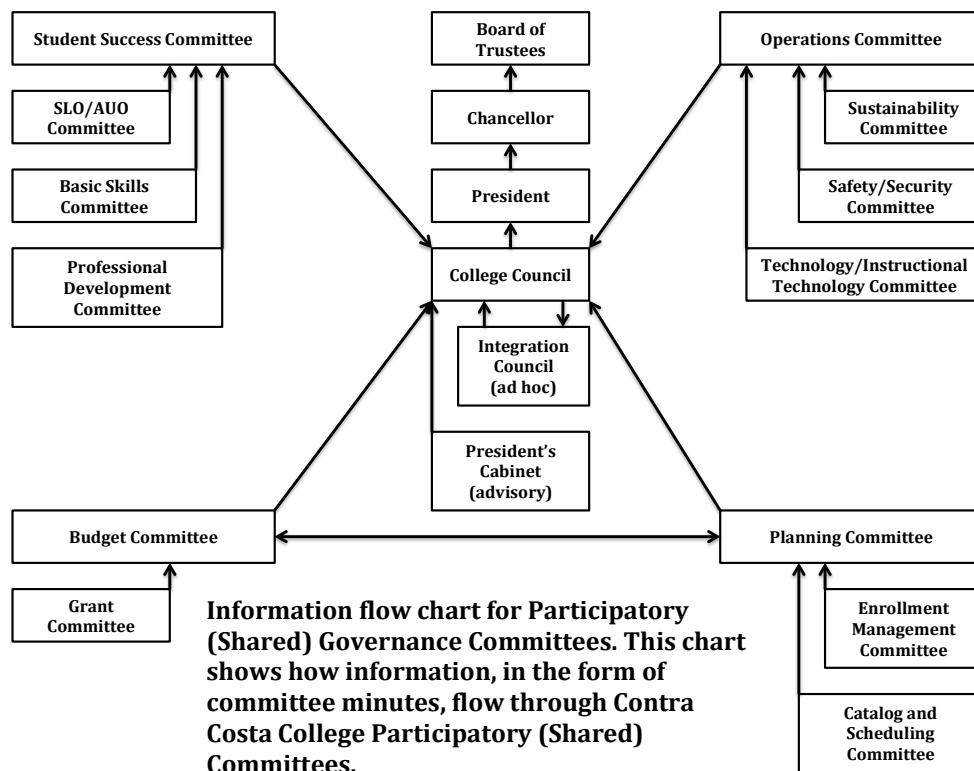 Student Success Committee
Board of
Trustees
Operations Committee
SLO/AUO
Committee
Chancellor
Sustainability
Committee
Basic Skills
Committee
President
Safety/Security
Committee
Professional
Development
Committee
College Council
Technology/Instructional
Technology Committee
Integration
Council
(ad hoc)
President’s
Cabinet
(advisory)
Budget Committee
Planning Committee
Grant
Committee
Enrollment
Management
Committee
Catalog and
Scheduling
Committee
Information flow chart for Participatory
(Shared) Governance Committees. This chart
shows how information, in the form of
committee minutes, flow through Contra
Costa College Participatory (Shared)
Committees.